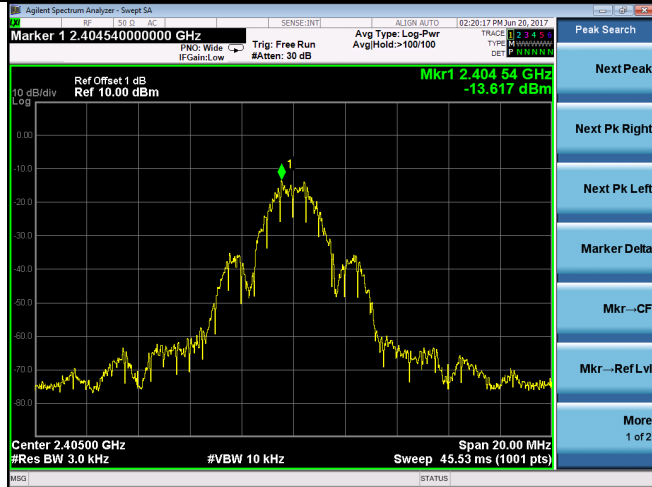 Agilent Spectrum Analyzer - Swept SA
RF 50 Ω AC SENSE:INT ALIGN AUTO 02:20:17 PM Jun 20, 2017
Marker 1 2.404540000000 GHz
PNO: Wide
IFGain:Low
Trig: Free Run
#Atten: 30 dB
Avg Type: Log-Pwr
Avg|Hold:>100/100
TRACE 1 2 3 4 5 6
TYPE M WWWWW
DET P N N N N N
Peak Search
Mkr1 2.404 54 GHz
-13.617 dBm
Ref Offset 1 dB
10 dB/div Ref 10.00 dBm
Log
1
0.00
-10.0
-20.0
-30.0
-40.0
-50.0
-60.0
-70.0
-80.0
Next Peak
Next Pk Right
Next Pk Left
Marker Delta
Mkr→CF
Mkr→Ref Lvl
More
1 of 2
Center 2.40500 GHz Span 20.00 MHz
#Res BW 3.0 kHz #VBW 10 kHz Sweep 45.53 ms (1001 pts)
MSG STATUS